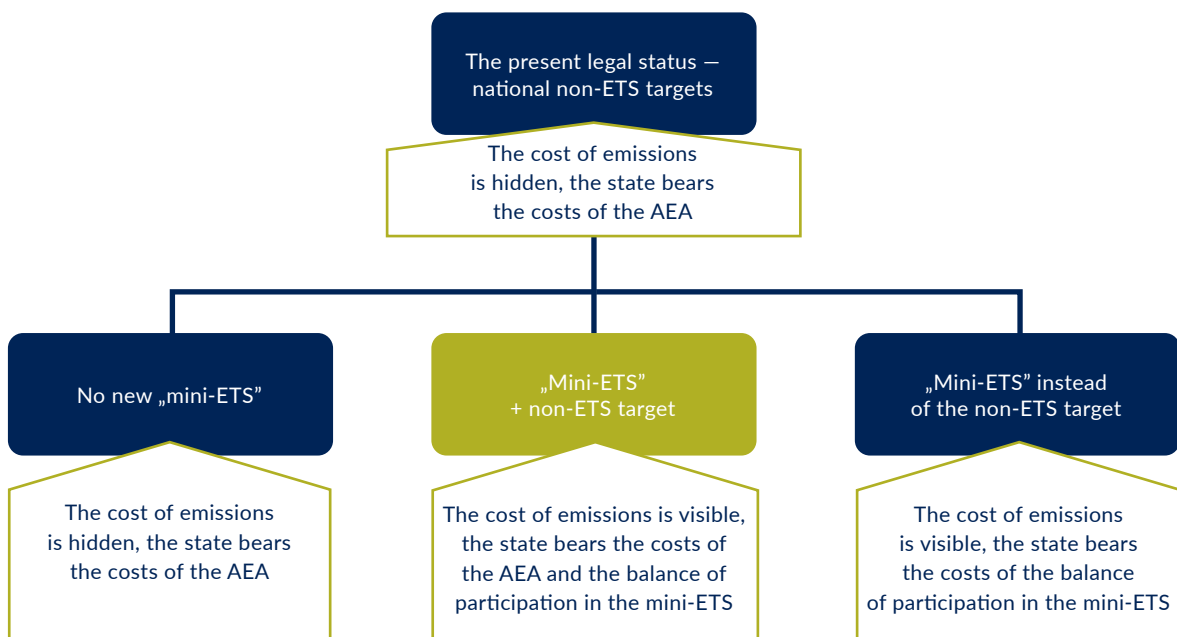 The present legal status —
national non-ETS targets
The cost of emissions
is hidden, the state bears
the costs of the AEA
No new „mini-ETS”
„Mini-ETS”
+ non-ETS target
„Mini-ETS” instead
of the non-ETS target
The cost of emissions
is hidden, the state bears
the costs of the AEA
The cost of emissions is visible,
the state bears the costs of
the AEA and the balance of
participation in the mini-ETS
The cost of emissions
is visible, the state bears
the costs of the balance
of participation in the mini-ETS